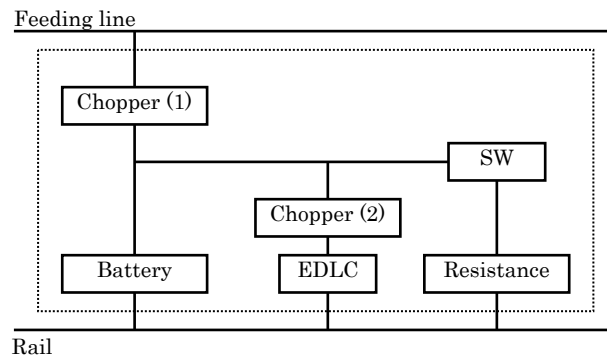 Feeding line
Chopper (1)
SW
Chopper (2)
Battery
EDLC
Resistance
Rail